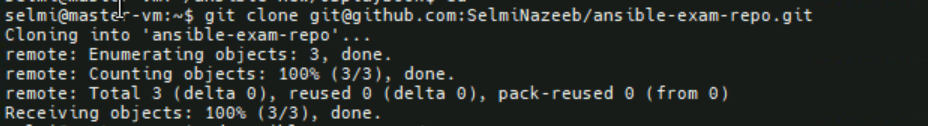 selmi@master-vm:~$ git clone git@github.com:SelmiNazeeb/ansible-exam-repo.git
Cloning into 'ansible-exam-repo'...
remote: Enumerating objects: 3, done.
remote: Counting objects: 100% (3/3), done.
remote: Total 3 (delta 0), reused 0 (delta 0), pack-reused 0 (from 0)
Receiving objects: 100% (3/3), done.